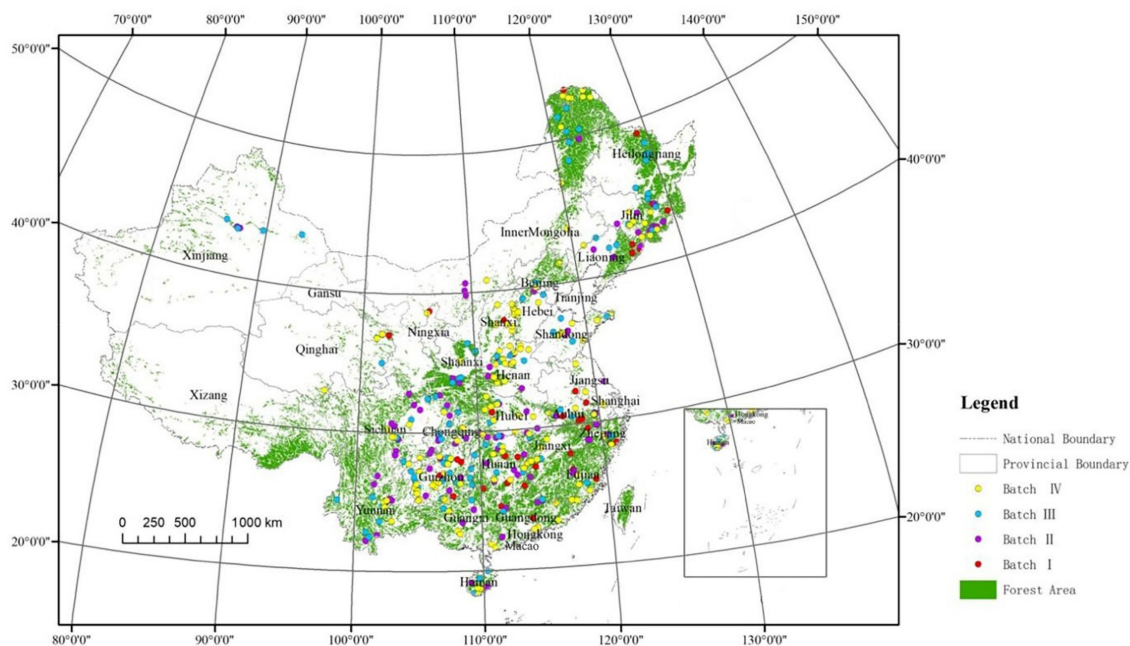 70°0'0" 80°0'0" 90°0'0" 100°0'0" 110°0'0" 120°0'0" 130°0'0" 140°0'0" 150°0'0"
50°0'0"
Heilongjiang
40°0'0"
40°0'0"
Jilin
InnerMongolia
Xinjiang
Liaoning
Beijing
Gansu
Tranjing
Hebei
Ningxia
Shanxi
Shandong
30°0'0"
Qinghai
Shaanxi
Henan
Jiangsu
30°0'0"
Xizang
Shanghai
Hubei
Anhui
Sichuan
Chongqing
Zhejiang
Jiangxi
Hunan
Guizhou
Fujian
Yunnan
Taiwan
Guangxi
Guangdong
20°0'0"
0 250 500 1000 km
Hongkong
Macao
20°0'0"
Hainan
Hongkong
Macao
Legend
National Boundary
Provincial Boundary
Batch IV
Batch III
Batch II
Batch I
Forest Area
80°0'0" 90°0'0" 100°0'0" 110°0'0" 120°0'0" 130°0'0"